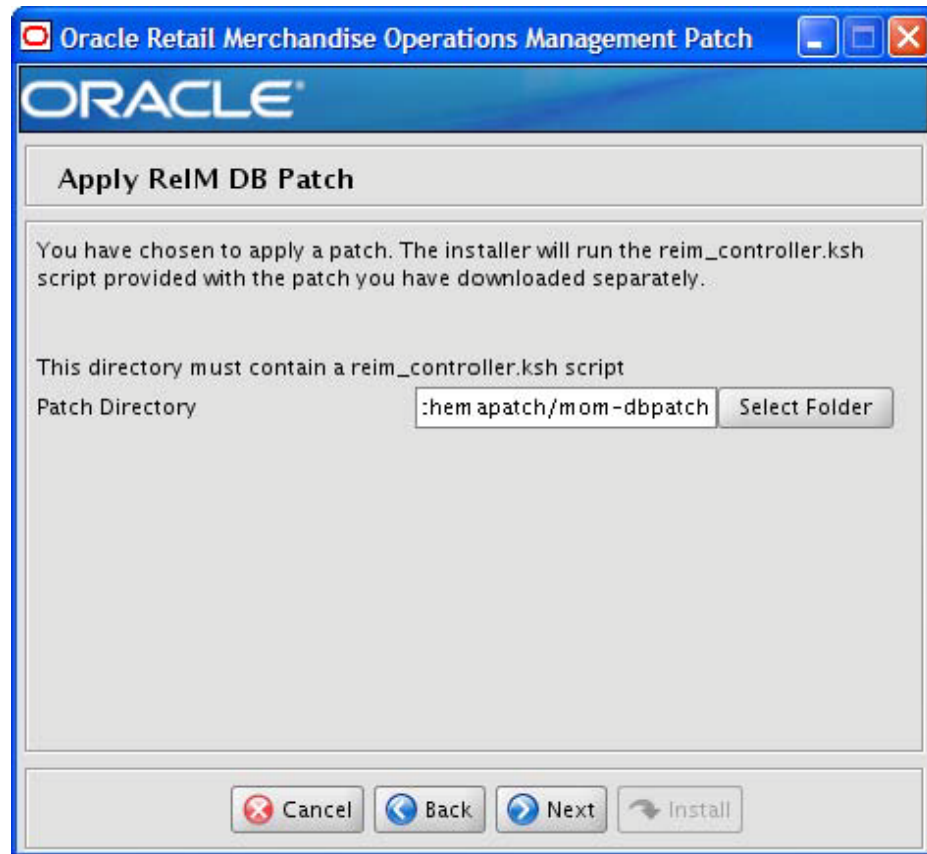 Oracle Retail Merchandise Operations Management Patch
ORACLE®
Apply ReIM DB Patch
You have chosen to apply a patch. The installer will run the reim_controller.ksh
script provided with the patch you have downloaded separately.
This directory must contain a reim_controller.ksh script
Patch Directory :hemapatch/mom-dbpatch Select Folder
Cancel Back Next Install